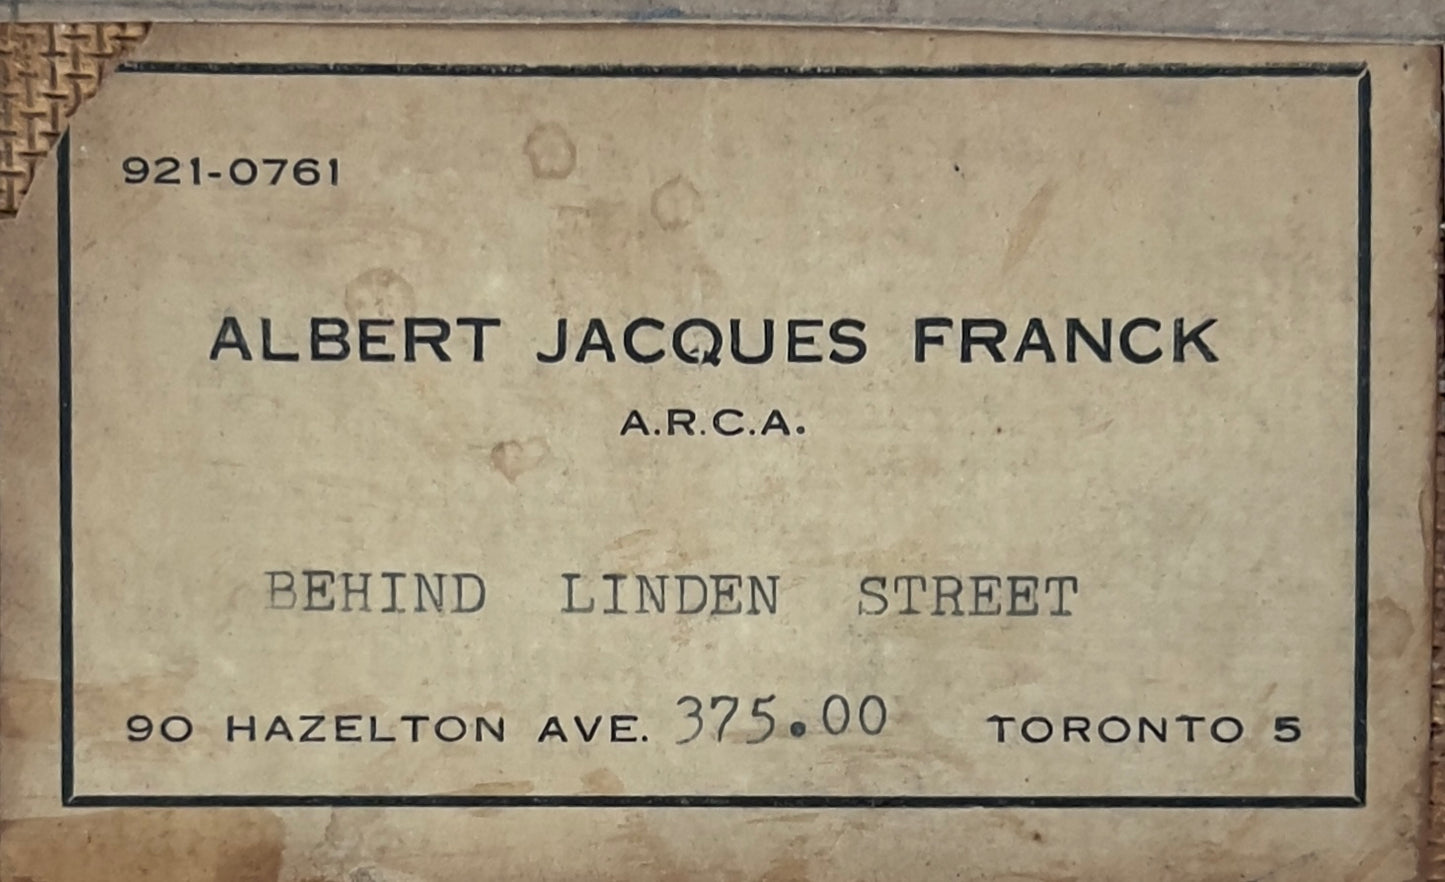 921-0761
ALBERT JACQUES FRANCK
A.R.C.A.
BEHIND LINDEN STREET
90 HAZELTON AVE. 375.00 TORONTO 5